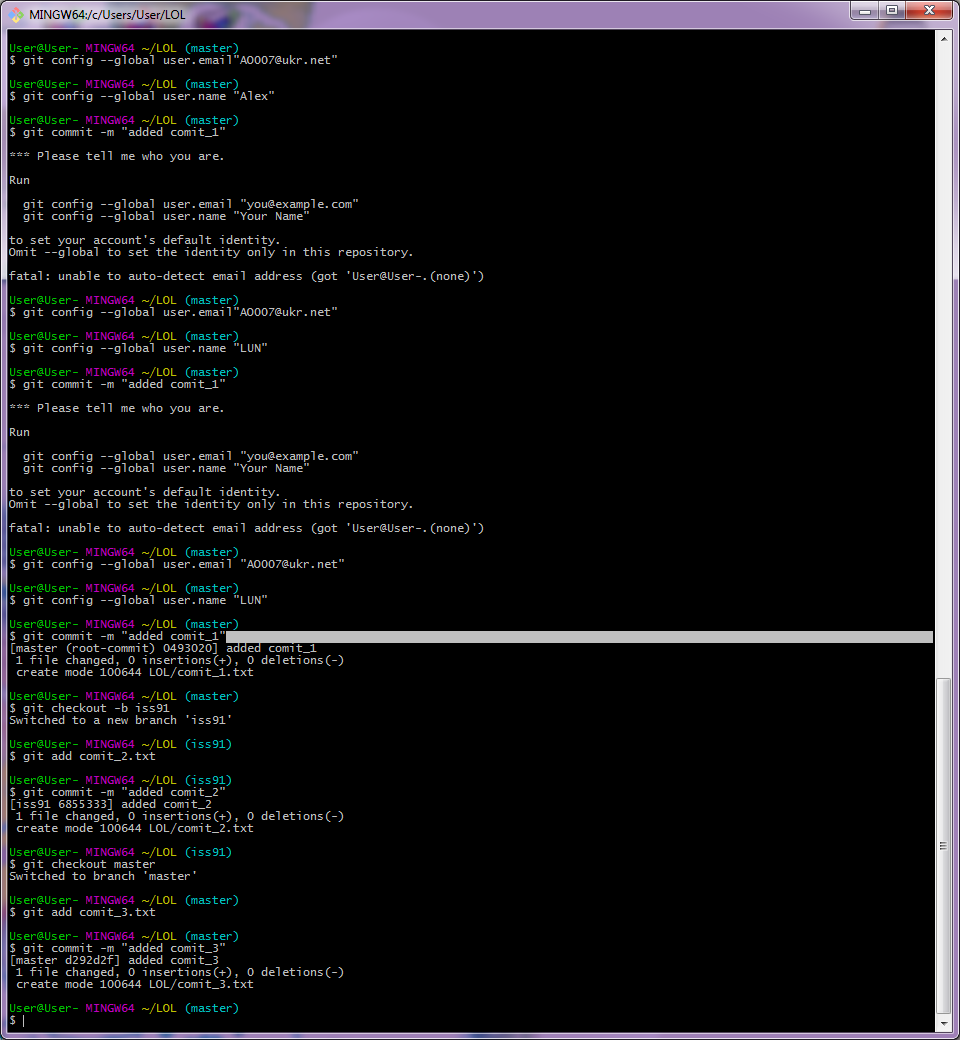 MINGW64:/c/Users/User/LOL
User@User- MINGW64 ~/LOL (master)
$ git config --global user.email"AO007@ukr.net"
User@User- MINGW64 ~/LOL (master)
$ git config --global user.name "Alex"
User@User- MINGW64 ~/LOL (master)
$ git commit -m "added comit_1"
*** Please tell me who you are.
Run
git config --global user.email "you@example.com"
git config --global user.name "Your Name"
to set your account's default identity.
Omit --global to set the identity only in this repository.
fatal: unable to auto-detect email address (got 'User@User-.(none)')
User@User- MINGW64 ~/LOL (master)
$ git config --global user.email"AO007@ukr.net"
User@User- MINGW64 ~/LOL (master)
$ git config --global user.name "LUN"
User@User- MINGW64 ~/LOL (master)
$ git commit -m "added comit_1"
*** Please tell me who you are.
Run
git config --global user.email "you@example.com"
git config --global user.name "Your Name"
to set your account's default identity.
Omit --global to set the identity only in this repository.
fatal: unable to auto-detect email address (got 'User@User-.(none)')
User@User- MINGW64 ~/LOL (master)
$ git config --global user.email "AO007@ukr.net"
User@User- MINGW64 ~/LOL (master)
$ git config --global user.name "LUN"
User@User- MINGW64 ~/LOL (master)
$ git commit -m "added comit_1"
[master (root-commit) 0493020] added comit_1
1 file changed, 0 insertions(+), 0 deletions(-)
create mode 100644 LOL/comit_1.txt
User@User- MINGW64 ~/LOL (master)
$ git checkout -b iss91
Switched to a new branch 'iss91'
User@User- MINGW64 ~/LOL (iss91)
$ git add comit_2.txt
User@User- MINGW64 ~/LOL (iss91)
$ git commit -m "added comit_2"
[iss91 6855333] added comit_2
1 file changed, 0 insertions(+), 0 deletions(-)
create mode 100644 LOL/comit_2.txt
User@User- MINGW64 ~/LOL (iss91)
$ git checkout master
Switched to branch 'master'
User@User- MINGW64 ~/LOL (master)
$ git add comit_3.txt
User@User- MINGW64 ~/LOL (master)
$ git commit -m "added comit_3"
[master d292d2f] added comit_3
1 file changed, 0 insertions(+), 0 deletions(-)
create mode 100644 LOL/comit_3.txt
User@User- MINGW64 ~/LOL (master)
$